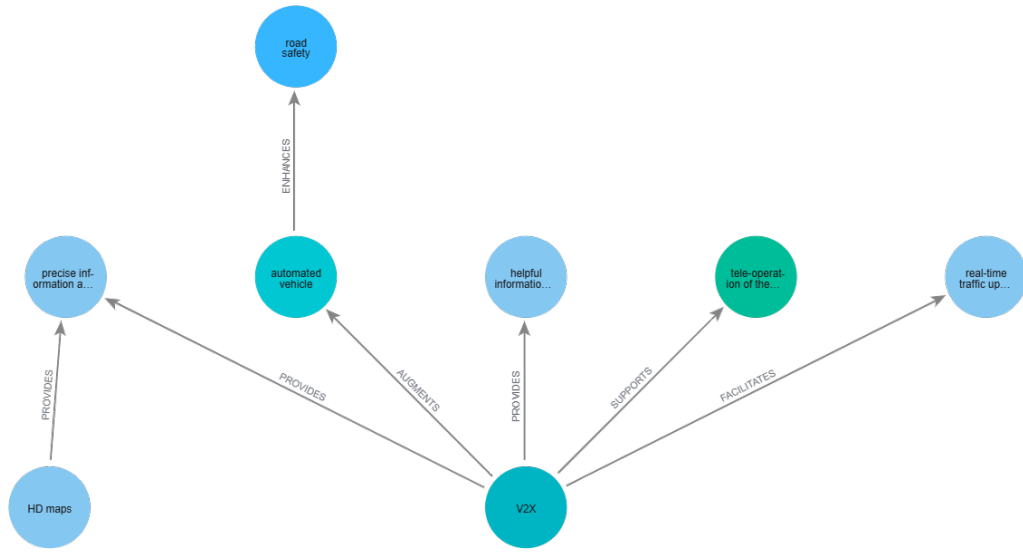 road
safety
ENHANCES
precise inf-
ormation a...
automated
vehicle
helpful
informatio...
tele-operat-
ion of the...
real-time
traffic up...
PROVIDES
PROVIDES
AUGMENTS
PROVIDES
SUPPORTS
FACILITATES
HD maps
V2X